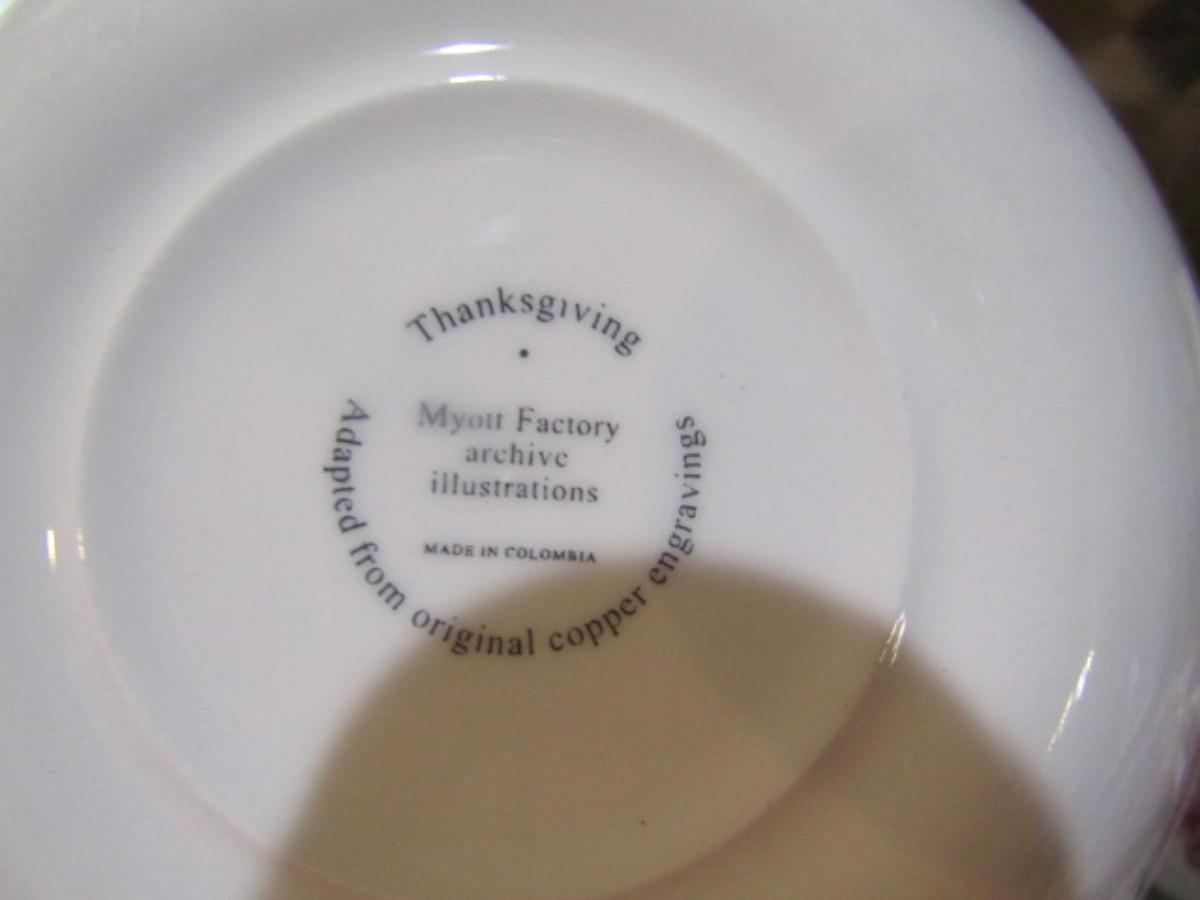 Thanksgiving
Myott Factory
archive
illustrations
MADE IN COLOMBIA
Adapted from original copper engravings